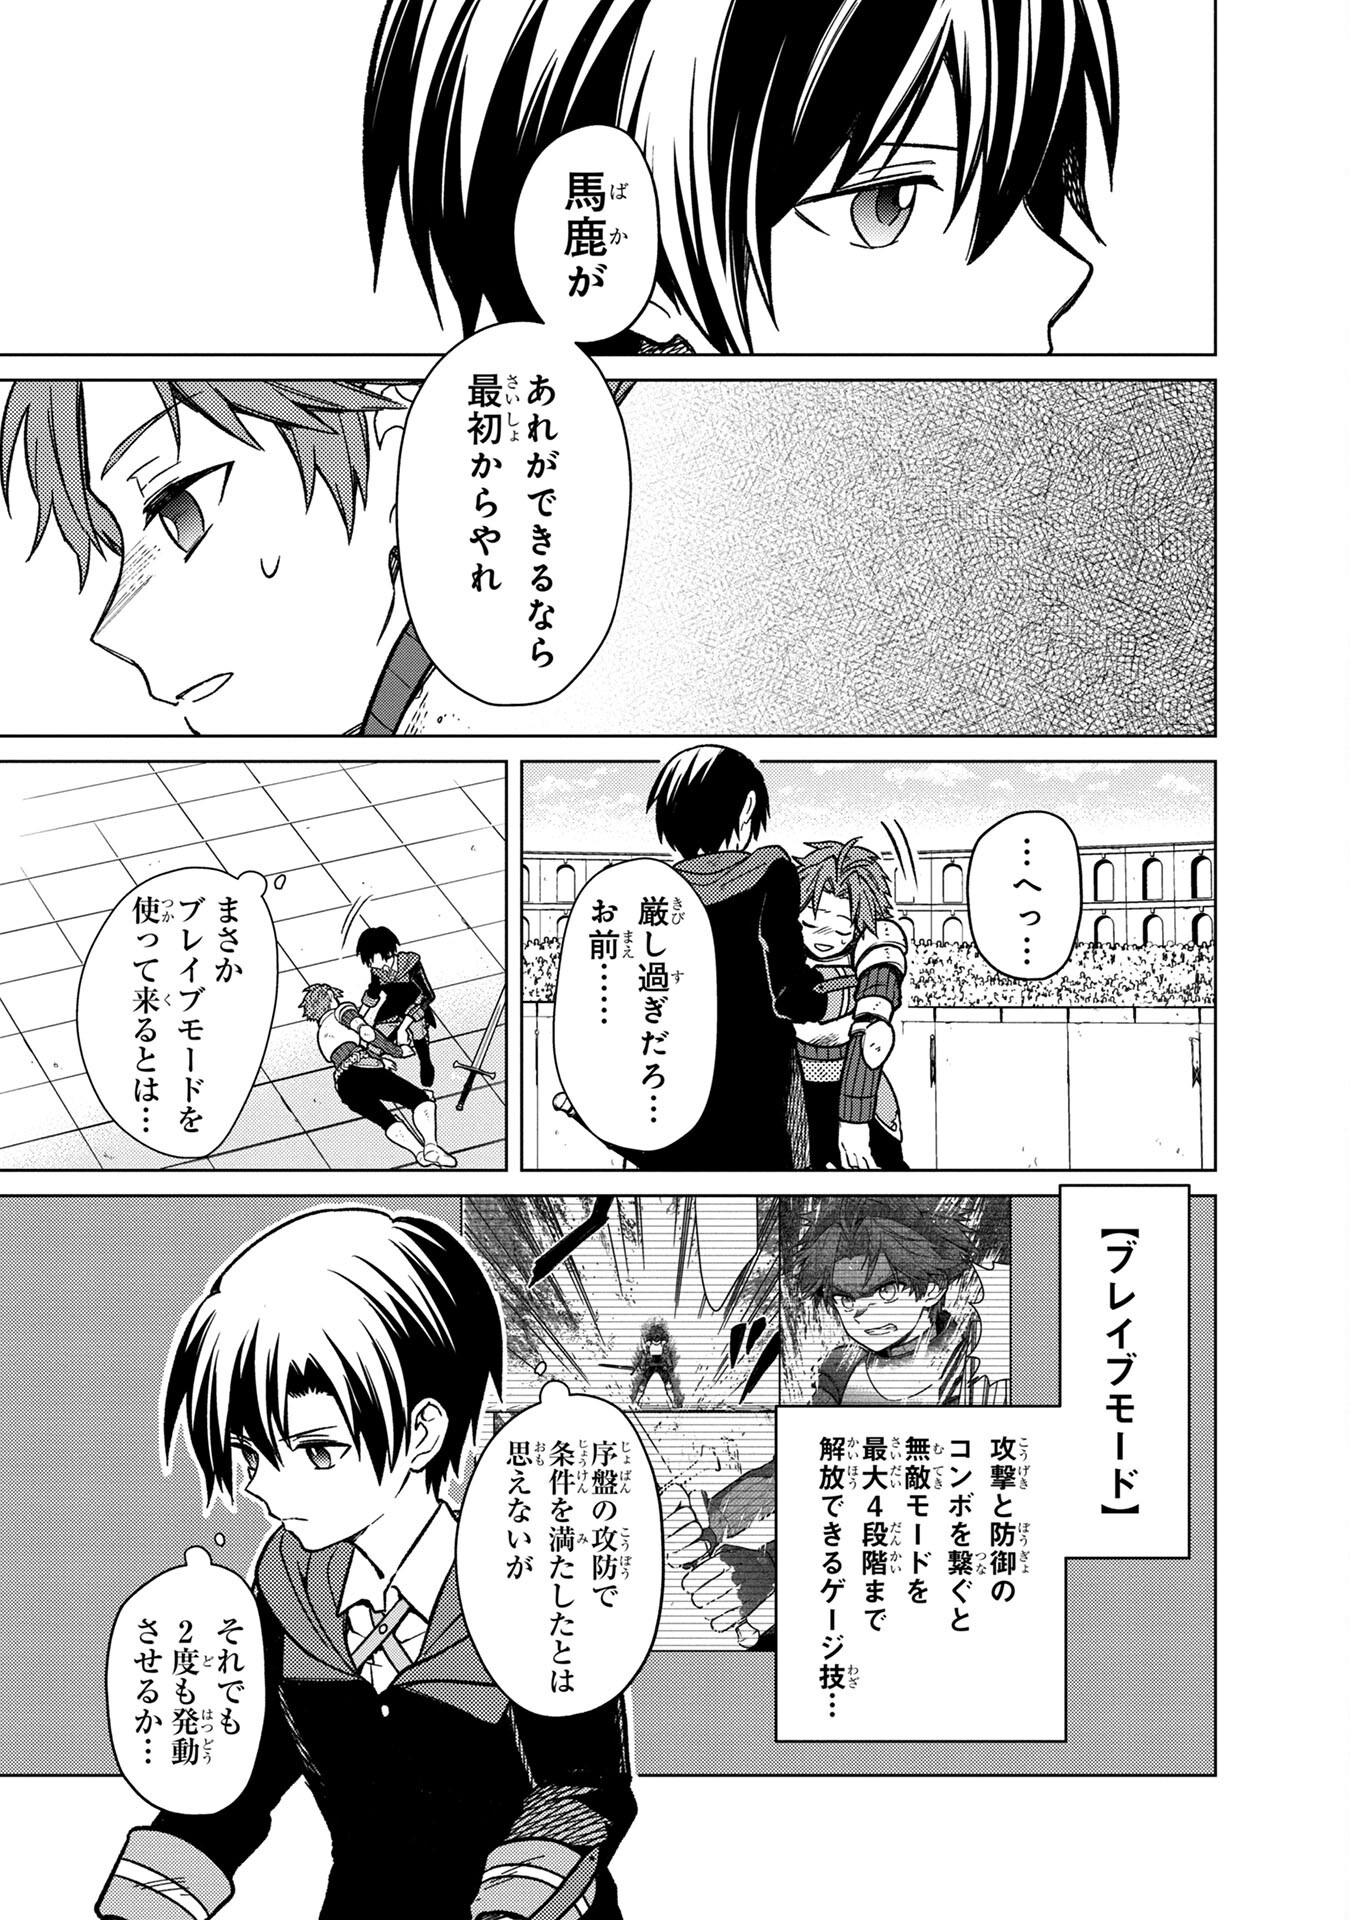 馬鹿が
あれができるなら
最初からやれ
…へっ…
厳し過ぎだろ…
お前……
まさか
ブレイブモードを
使って来るとは…
【ブレイブモード】
攻撃と防御の
コンボを繋ぐと
無敵モードを
最大4段階まで
解放できるゲージ技…
序盤の攻防で
条件を満たしたとは
思えないが
それでも
2度も発動
させるか…